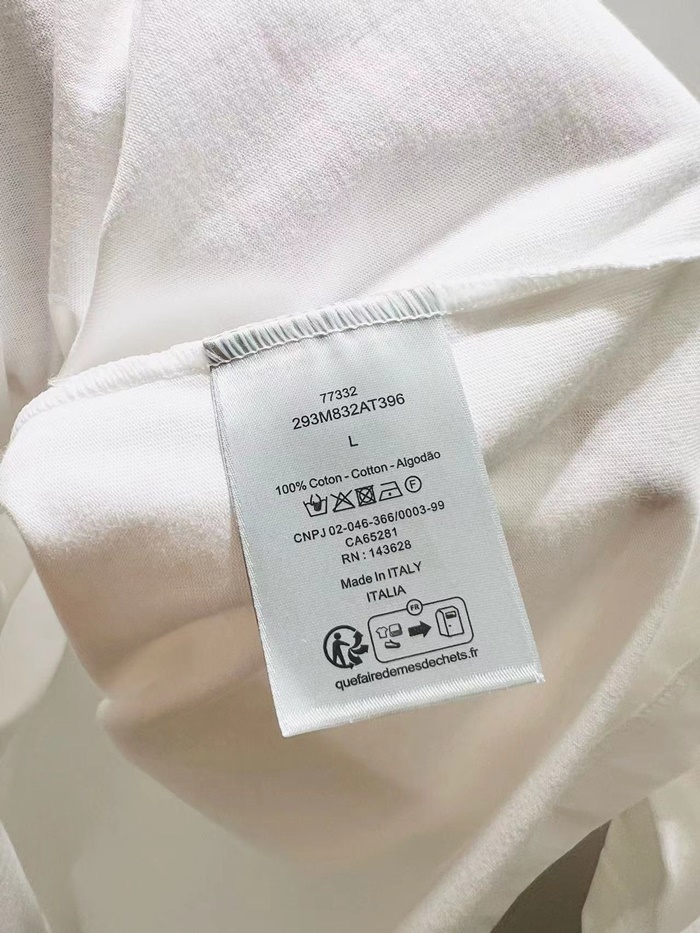 77332
293M832AT396
L
100% Coton - Cotton - Algodão
F
CNPJ 02-046-366/0003-99
CA65281
RN : 143628
Made In ITALY
ITALIA
FR
quefairedemesdechets.fr